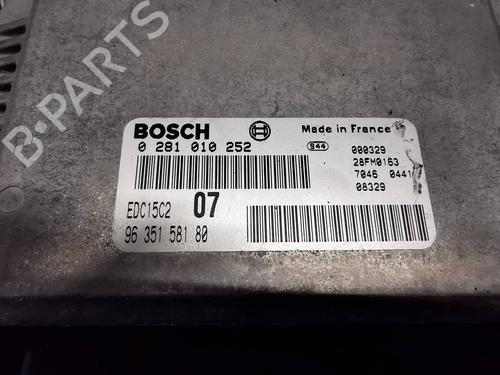 BOSCH Made in France
0 281 010 252 S44 000329
28FM0163
7046 0441
08329
EDC15C2 07
96 351 581 80
B-PARTS